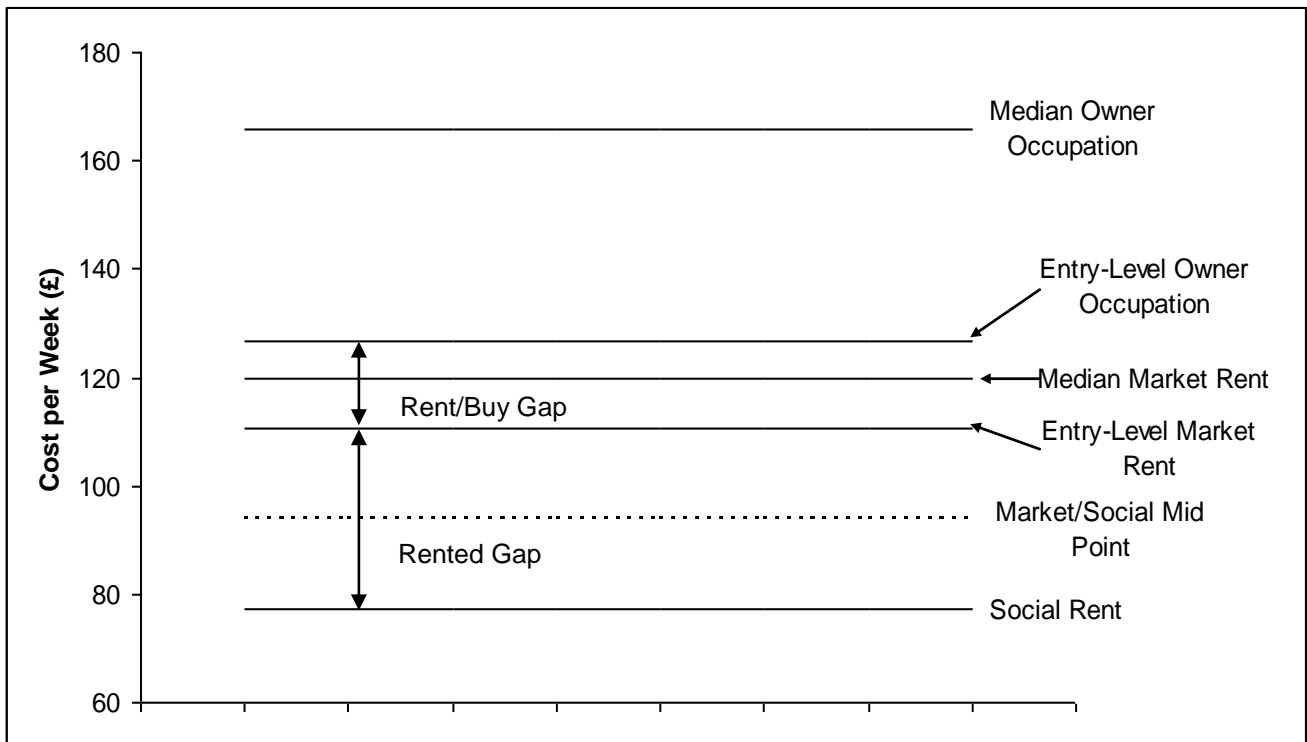 180
Median Owner
Occupation
160
140
Entry-Level Owner
Occupation
120
Median Market Rent
Rent/Buy Gap
Entry-Level Market
Rent
Cost per Week (£)
100
Market/Social Mid
Point
Rented Gap
80
Social Rent
60